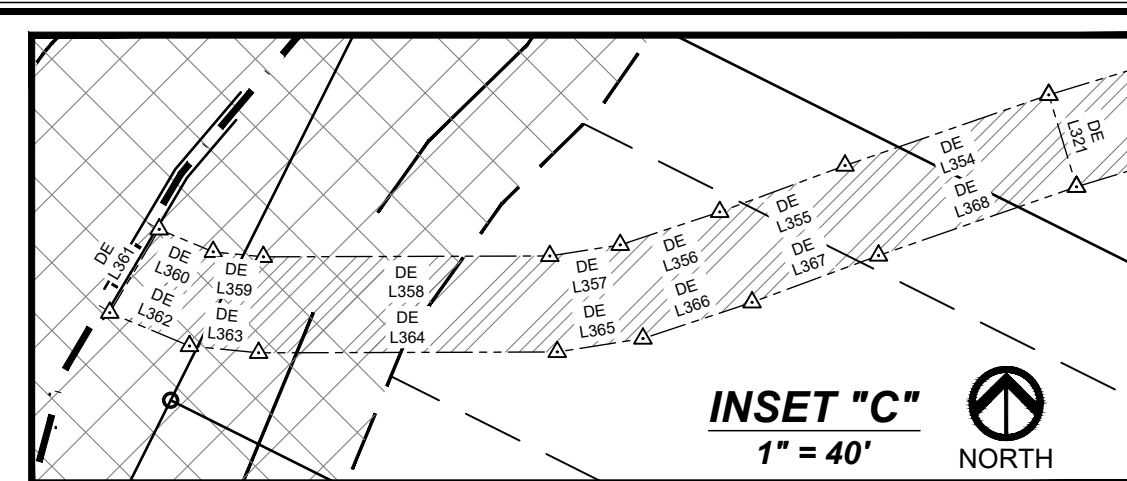 DE
L361
DE
L360
DE
L359
DE
L358
DE
L357
DE
L356
DE
L355
DE
L354
DE
L321
DE
L362
DE
L363
DE
L364
DE
L365
DE
L366
DE
L367
DE
L368
INSET "C"
1" = 40'
NORTH